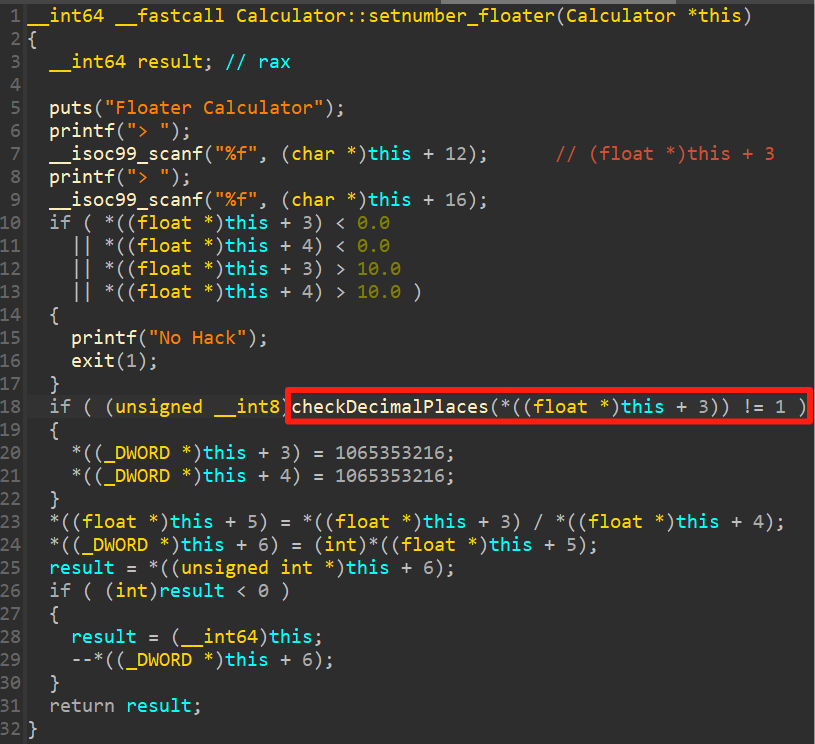 1 __int64 __fastcall Calculator::setnumber_floater(Calculator *this)
2 {
3   __int64 result; // rax
4
5   puts("Floater Calculator");
6   printf("> ");
7   __isoc99_scanf("%f", (char *)this + 12);      // (float *)this + 3
8   printf("> ");
9   __isoc99_scanf("%f", (char *)this + 16);
10   if ( *((float *)this + 3) < 0.0
11     || *((float *)this + 4) < 0.0
12     || *((float *)this + 3) > 10.0
13     || *((float *)this + 4) > 10.0 )
14   {
15     printf("No Hack");
16     exit(1);
17   }
18   if ( (unsigned __int8)checkDecimalPlaces(*((float *)this + 3)) != 1 )
19   {
20     *((_DWORD *)this + 3) = 1065353216;
21     *((_DWORD *)this + 4) = 1065353216;
22   }
23   *((float *)this + 5) = *((float *)this + 3) / *((float *)this + 4);
24   *((_DWORD *)this + 6) = (int)*((float *)this + 5);
25   result = *((unsigned int *)this + 6);
26   if ( (int)result < 0 )
27   {
28     result = (__int64)this;
29     --*((_DWORD *)this + 6);
30   }
31   return result;
32 }